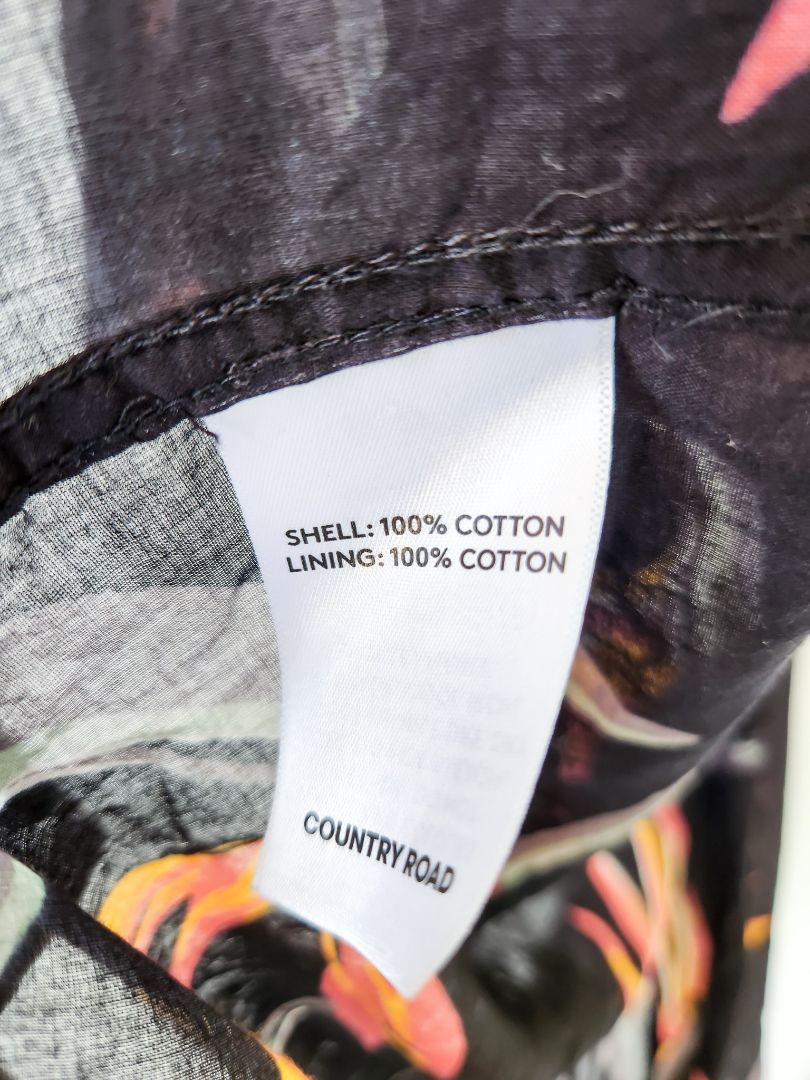 SHELL: 100% COTTON
LINING: 100% COTTON
COUNTRY ROAD